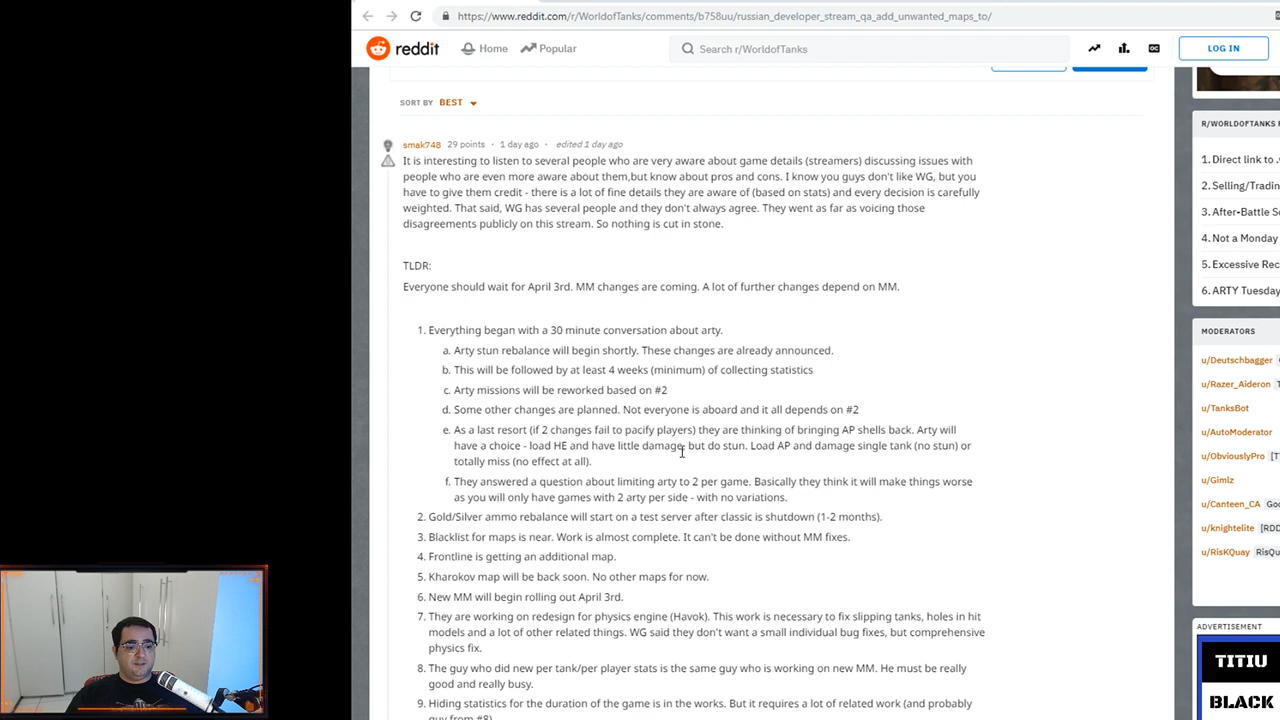 https://www.reddit.com/r/WorldofTanks/comments/b758uu/russian_developer_stream_qa_add_unwanted_maps_to/
reddit Home Popular Search r/WorldofTanks LOG IN
SORT BY BEST
smak748 29 points · 1 day ago · edited 1 day ago
It is interesting to listen to several people who are very aware about game details (streamers) discussing issues with
people who are even more aware about them,but know about pros and cons. I know you guys don't like WG, but you
have to give them credit - there is a lot of fine details they are aware of (based on stats) and every decision is carefully
weighted. That said, WG has several people and they don't always agree. They went as far as voicing those
disagreements publicly on this stream. So nothing is cut in stone.
TLDR:
Everyone should wait for April 3rd. MM changes are coming. A lot of further changes depend on MM.
1. Everything began with a 30 minute conversation about arty.
a. Arty stun rebalance will begin shortly. These changes are already announced.
b. This will be followed by at least 4 weeks (minimum) of collecting statistics
c. Arty missions will be reworked based on #2
d. Some other changes are planned. Not everyone is aboard and it all depends on #2
e. As a last resort (if 2 changes fail to pacify players) they are thinking of bringing AP shells back. Arty will
have a choice - load HE and have little damage, but do stun. Load AP and damage single tank (no stun) or
totally miss (no effect at all).
f. They answered a question about limiting arty to 2 per game. Basically they think it will make things worse
as you will only have games with 2 arty per side - with no variations.
2. Gold/Silver ammo rebalance will start on a test server after classic is shutdown (1-2 months).
3. Blacklist for maps is near. Work is almost complete. It can't be done without MM fixes.
4. Frontline is getting an additional map.
5. Kharokov map will be back soon. No other maps for now.
6. New MM will begin rolling out April 3rd.
7. They are working on redesign for physics engine (Havok). This work is necessary to fix slipping tanks, holes in hit
models and a lot of other related things. WG said they don't want a small individual bug fixes, but comprehensive
physics fix.
8. The guy who did new per tank/per player stats is the same guy who is working on new MM. He must be really
good and really busy.
9. Hiding statistics for the duration of the game is in the works. But it requires a lot of related work (and probably
guy from #8)
R/WORLDOFTANKS
1. Direct link to
2. Selling/Tradin
3. After-Battle S
4. Not a Monday
5. Excessive Rec
6. ARTY Tuesday
MODERATORS
u/Deutschbagger
u/Razer_Aideron
u/TanksBot
u/AutoModerator
u/ObviouslyPro
u/Gimlz
u/Canteen_CA Go
u/knightelite [RDD
u/RisKQuay RisQu
ADVERTISEMENT
TITIU
BLACK